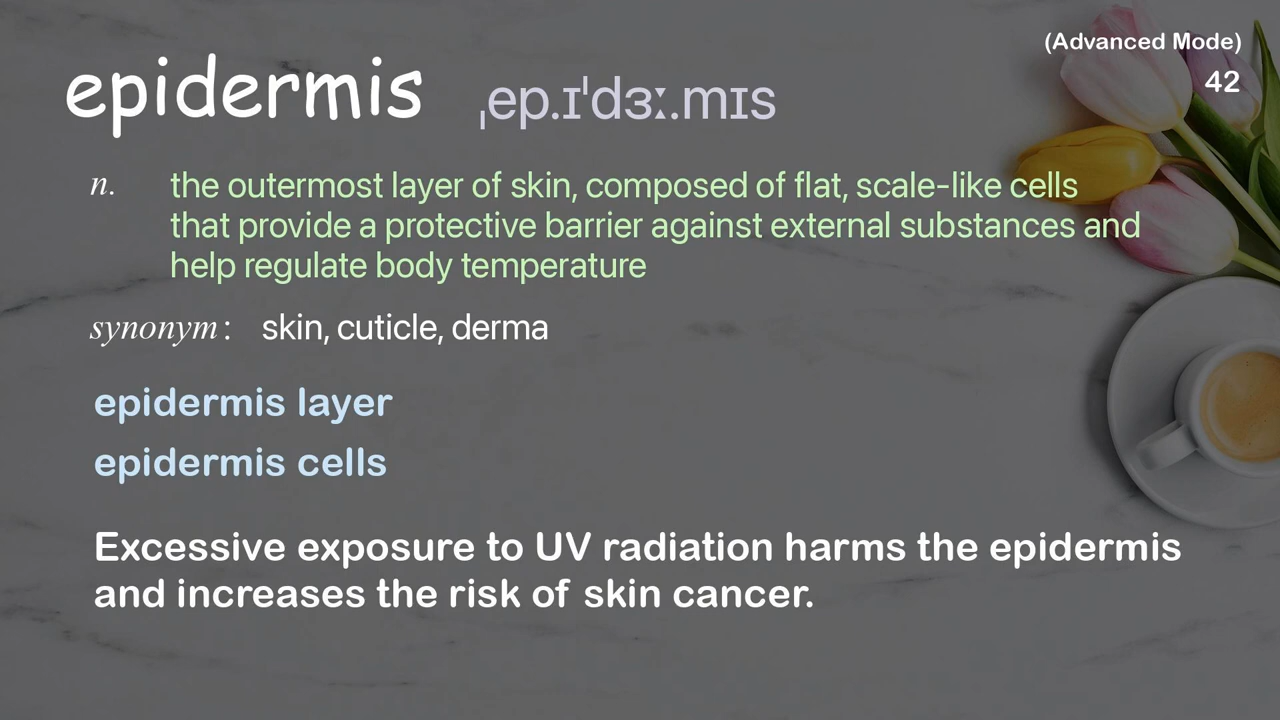 (Advanced Mode)
42
epidermis ˌep.ɪˈdɜː.mɪs
n. the outermost layer of skin, composed of flat, scale-like cells
that provide a protective barrier against external substances and
help regulate body temperature
synonym: skin, cuticle, derma
epidermis layer
epidermis cells
Excessive exposure to UV radiation harms the epidermis
and increases the risk of skin cancer.